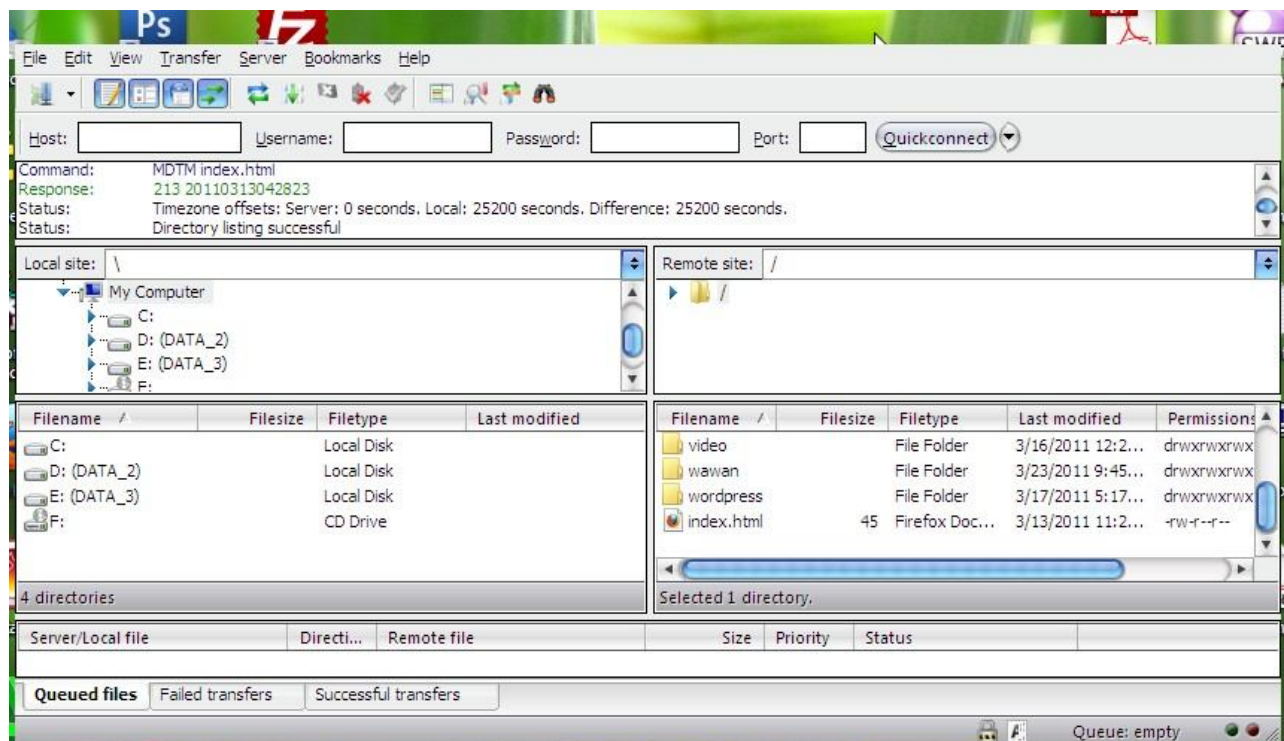 Ps
FZ
File Edit View Transfer Server Bookmarks Help
Host: Username: Password: Port: Quickconnect
Command: MDTM index.html
Response: 213 20110313042823
Status: Timezone offsets: Server: 0 seconds. Local: 25200 seconds. Difference: 25200 seconds.
Status: Directory listing successful
Local site: \
My Computer
C:
D: (DATA_2)
E: (DATA_3)
F:
Remote site: /
/
Filename / Filesize Filetype Last modified
C: Local Disk
D: (DATA_2) Local Disk
E: (DATA_3) Local Disk
F: CD Drive
4 directories
Filename / Filesize Filetype Last modified Permissions
video File Folder 3/16/2011 12:2... drwxrwxrwx
wawan File Folder 3/23/2011 9:45... drwxrwxrwx
wordpress File Folder 3/17/2011 5:17... drwxrwxrwx
index.html 45 Firefox Doc... 3/13/2011 11:2... -rw-r--r--
Selected 1 directory.
Server/Local file Directi... Remote file Size Priority Status
Queued files Failed transfers Successful transfers
Queue: empty